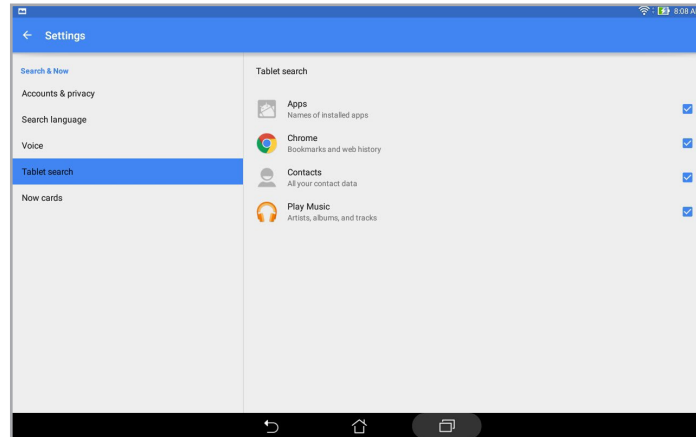 8:08 A
Settings
Search & Now
Accounts & privacy
Search language
Voice
Tablet search
Now cards
Tablet search
Apps
Names of installed apps
Chrome
Bookmarks and web history
Contacts
All your contact data
Play Music
Artists, albums, and tracks